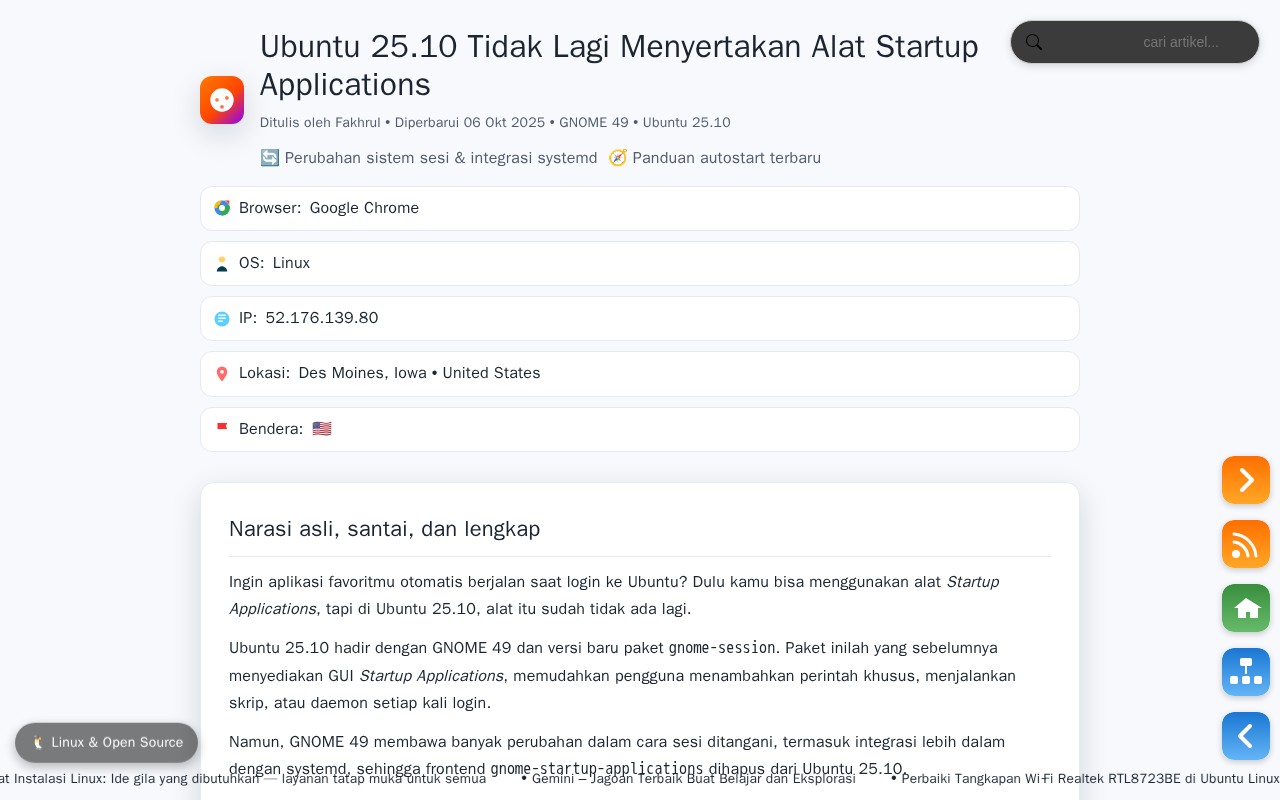 Ubuntu 25.10 Tidak Lagi Menyertakan Alat Startup
Applications
cari artikel...
Ditulis oleh Fakhrul • Diperbarui 06 Okt 2025 • GNOME 49 • Ubuntu 25.10
🔄 Perubahan sistem sesi & integrasi systemd 🧭 Panduan autostart terbaru
Browser: Google Chrome
OS: Linux
IP: 52.176.139.80
Lokasi: Des Moines, Iowa • United States
Bendera: 🇺🇸
Narasi asli, santai, dan lengkap
Ingin aplikasi favoritmu otomatis berjalan saat login ke Ubuntu? Dulu kamu bisa menggunakan alat Startup
Applications, tapi di Ubuntu 25.10, alat itu sudah tidak ada lagi.
Ubuntu 25.10 hadir dengan GNOME 49 dan versi baru paket gnome-session. Paket inilah yang sebelumnya
menyediakan GUI Startup Applications, memudahkan pengguna menambahkan perintah khusus, menjalankan
skrip, atau daemon setiap kali login.
Namun, GNOME 49 membawa banyak perubahan dalam cara sesi ditangani, termasuk integrasi lebih dalam
dengan systemd, sehingga frontend gnome-startup-applications dihapus dari Ubuntu 25.10.
🐧 Linux & Open Source
at Instalasi Linux: Ide gila yang dibutuhkan — layanan tatap muka untuk semua • Gemini – Jagoan Terbaik Buat Belajar dan Eksplorasi • Perbaiki Tangkapan Wi-Fi Realtek RTL8723BE di Ubuntu Linux